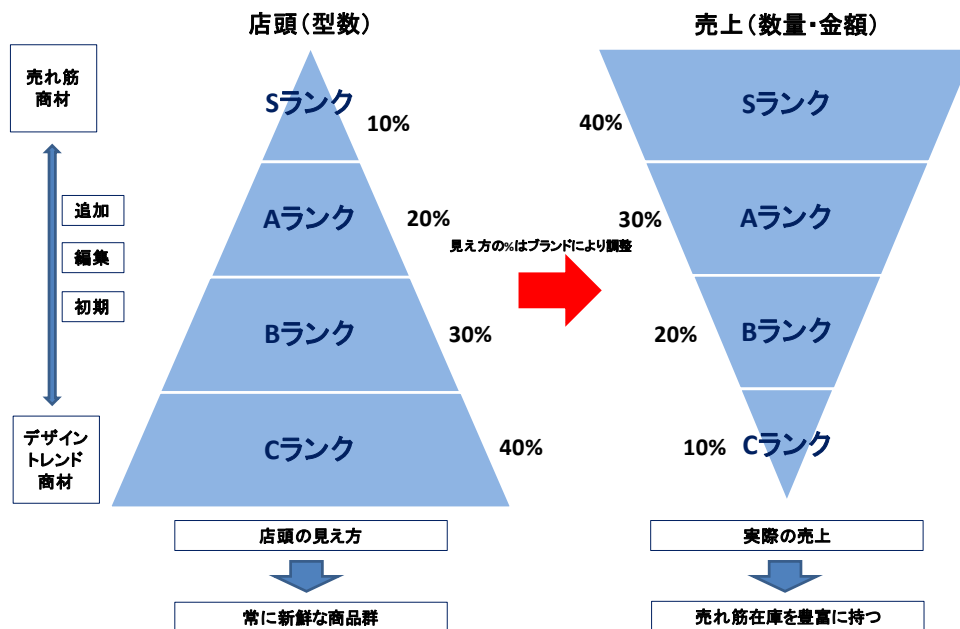 店頭（型数）
売上（数量・金額）
売れ筋
商材
追加
編集
初期
デザイン
トレンド
商材
Sランク
10%
Aランク
20%
Bランク
30%
Cランク
40%
見え方の%はブランドにより調整
40%
Sランク
30%
Aランク
20%
Bランク
10%
Cランク
店頭の見え方
常に新鮮な商品群
実際の売上
売れ筋在庫を豊富に持つ